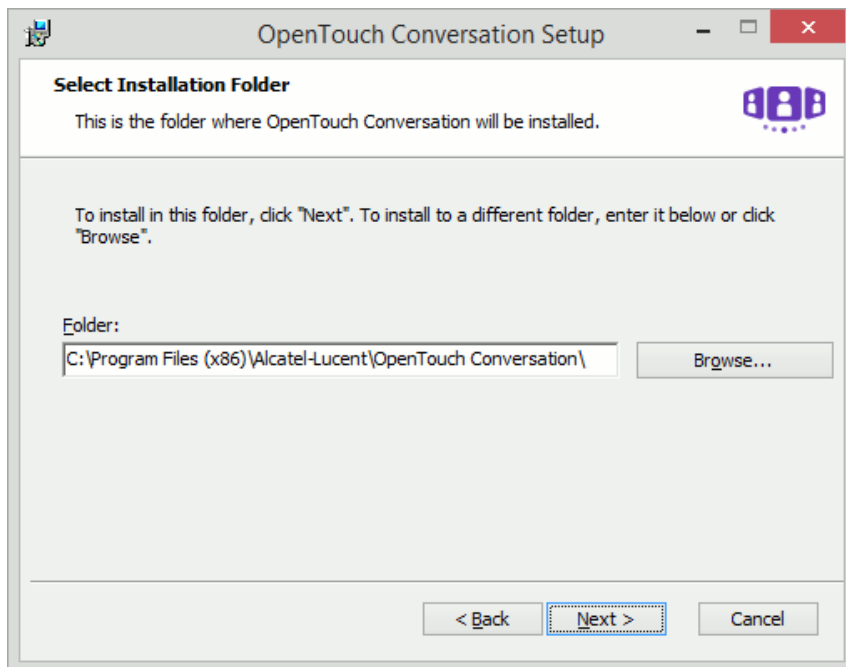 OpenTouch Conversation Setup
Select Installation Folder
This is the folder where OpenTouch Conversation will be installed.
To install in this folder, click "Next". To install to a different folder, enter it below or click
"Browse".
Folder:
C:\Program Files (x86)\Alcatel-Lucent\OpenTouch Conversation\
Browse...
< Back
Next >
Cancel